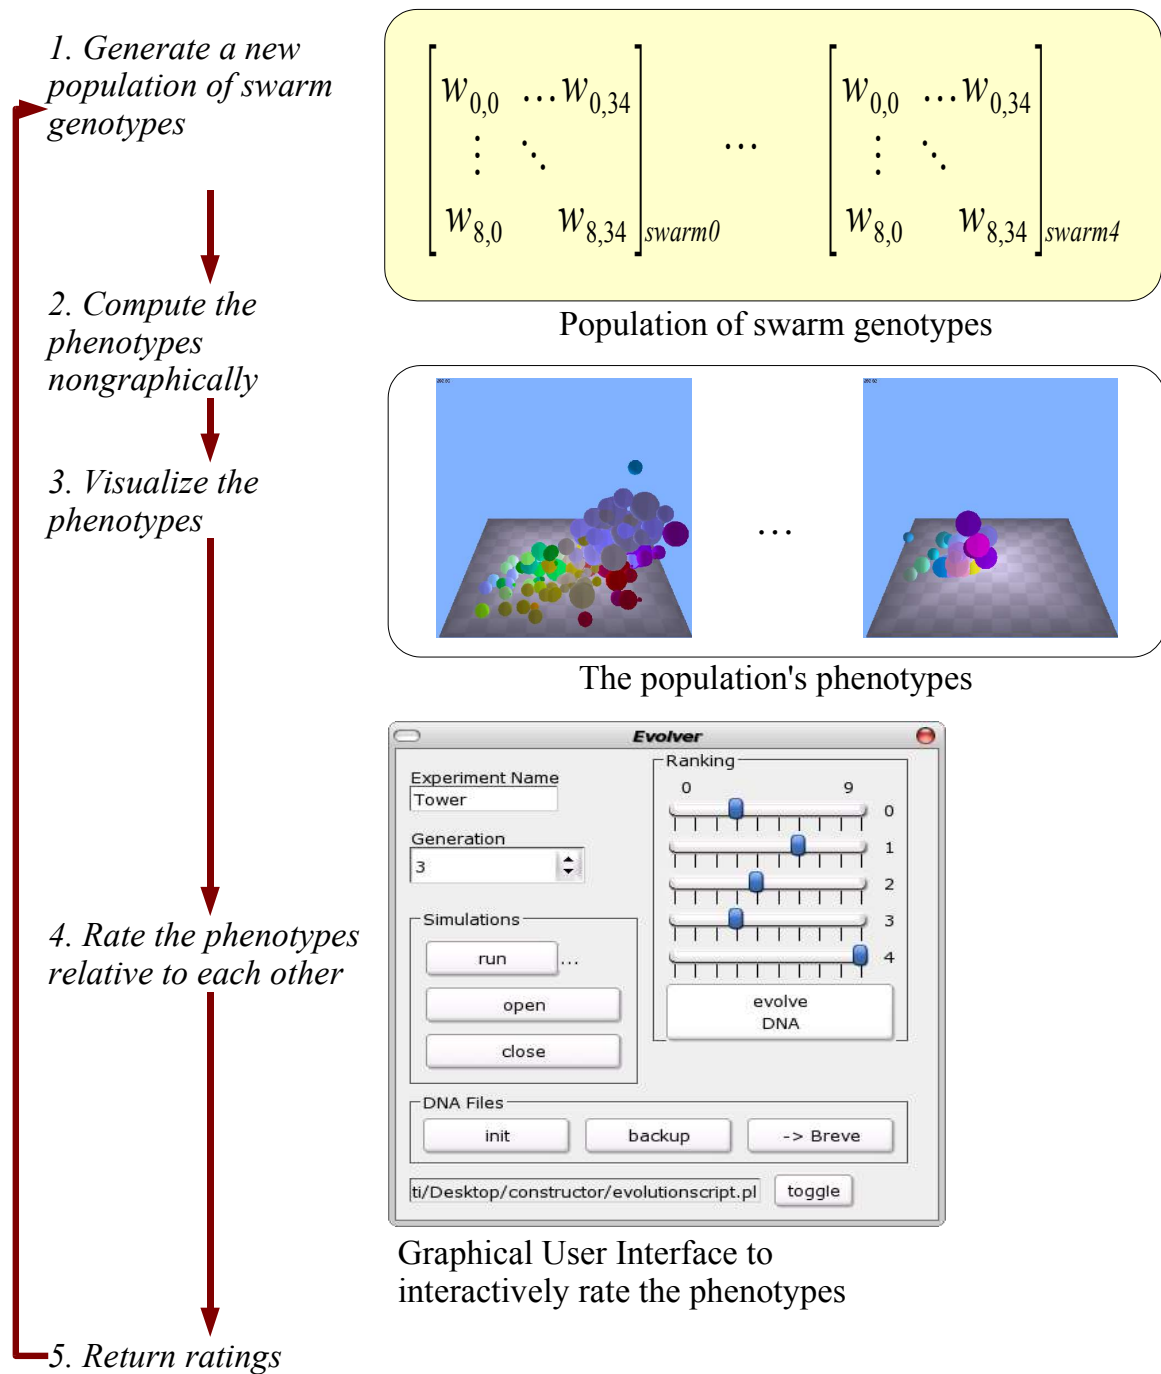 1. Generate a new
population of swarm
genotypes
w0,0 …w0,34
⋮ ⋱
w8,0 w8,34
swarm0
…
w0,0 …w0,34
⋮ ⋱
w8,0 w8,34
swarm4
Population of swarm genotypes
2. Compute the
phenotypes
nongraphically
3. Visualize the
phenotypes
…
The population's phenotypes
Evolver
Experiment Name
Tower
Generation
3
Ranking
0 9
0
1
2
3
4
evolve
DNA
Simulations
run ...
open
close
DNA Files
init backup -> Breve
ti/Desktop/constructor/evolutionscript.pl toggle
4. Rate the phenotypes
relative to each other
Graphical User Interface to
interactively rate the phenotypes
5. Return ratings